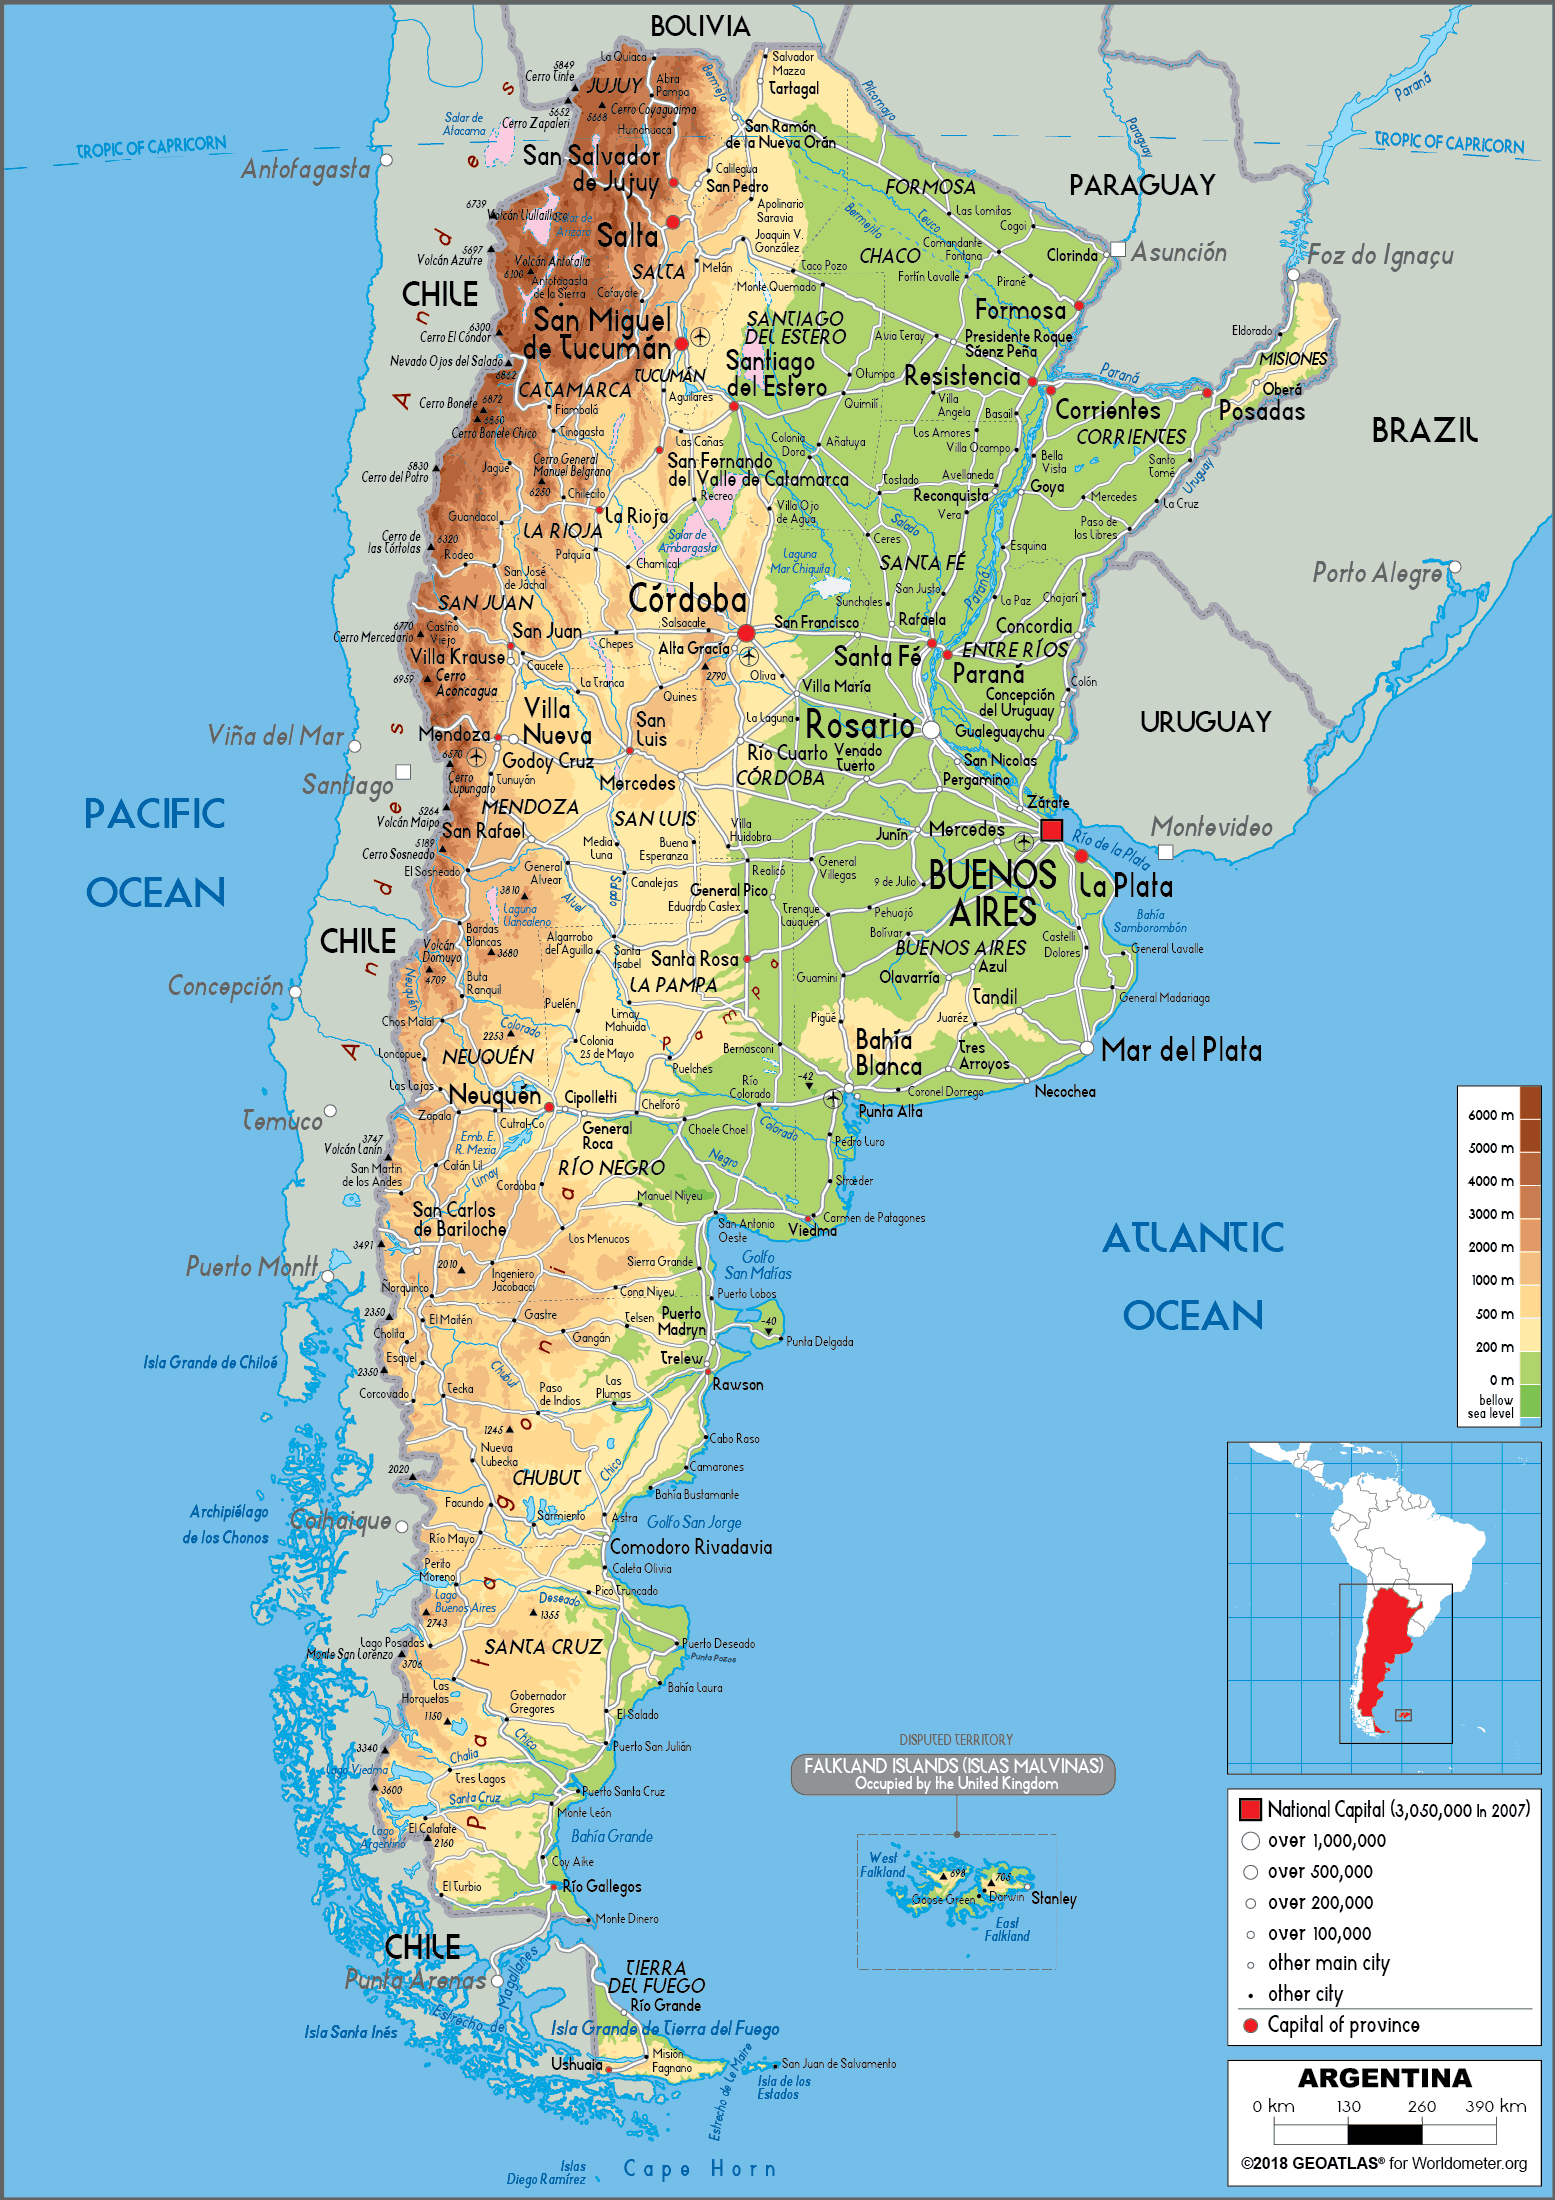 BOLIVIA
La Quiaca
5849
Cerro Tinte
JUJUY
Abra
Pampa
Bermejo
Salvador
Mazza
Tartagal
Pilcomayo
Paraná
5652
Cerro Zapaleri
5668
Cerro Coyaguaima
Humahuaca
Salar de
Atacama
San Ramón
de la Nueva Orán
Paraguay
TROPIC OF CAPRICORN
TROPIC OF CAPRICORN
Antofagasta
San Salvador
de Jujuy
Calilegua
San Pedro
FORMOSA
PARAGUAY
6739
Volcán Llullaillaco
Salar de
Arizaro
Apolinario
Saravia
Bermejito
Teuco
Las Lomitas
Cogoi
Salta
Joaquin V.
González
CHACO
Comandante
Fontana
Clorinda
Asunción
Foz do Ignaçu
5697
Volcán Azufre
Volcán Antofalla
6100
SALTA
Metán
Taco Pozo
Fortín Lavalle
Pirané
CHILE
Antofagasta
de la Sierra
Cafayate
Monte Quemado
Formosa
6300
Cerro El Cóndor
San Miguel
de Tucumán
SANTIAGO
DEL ESTERO
Avia Teray
Presidente Roque
Sáenz Peña
Eldorado
MISIONES
Nevado Ojos del Salado
6882
CATAMARCA
TUCUMÁN
Santiago
del Estero
Otumpa
Resistencia
Paraná
Oberá
Posadas
Cerro Bonete
6872
6850
Cerro Bonete Chico
Fiambalá
Aguilares
Quimilí
Villa
Angela
Basail
Corrientes
BRAZIL
Tinogasta
Las Cañas
Colonia
Dora
Añatuya
Los Amores
Villa Ocampo
CORRIENTES
5830
Cerro del Potro
Jagüé
Cerro General
Manuel Belgrano
6250
San Fernando
del Valle de Catamarca
Tostado
Avellaneda
Bella
Vista
Santo
Tomé
Uruguay
Chilecito
Recreo
Reconquista
Goya
Mercedes
La Cruz
Guandacol
La Rioja
LA RIOJA
Villa Ojo
de Agua
Vera
Salado
Paso de
los Libres
Cerro de
las Tórtolas
6320
Rodeo
Patquía
Salar de
Ambargasta
Ceres
Esquina
Chamical
Laguna
Mar Chiquita
SANTA FÉ
Porto Alegre
San José
de Jáchal
SAN JUAN
Córdoba
Sunchales
San Justo
Paraná
La Paz
Chajarí
6770
Cerro Mercedario
Castño
Viejo
San Juan
Salsacate
San Francisco
Rafaela
Concordia
Villa Krause
Chepes
Alta Gracía
Santa Fé
ENTRE RÍOS
Caucete
2790
6959
Cerro
Aconcagua
La Tranca
Quines
Oliva
Villa María
Paraná
Colón
Concepción
del Uruguay
Villa
Nueva
San
Luis
La Laguna
Rosario
Gualeguaychu
URUGUAY
Viña del Mar
Mendoza
Godoy Cruz
Río Cuarto
Venado
Tuerto
San Nicolas
6570
Cerro
Tupungato
Tunuyán
Mercedes
CÓRDOBA
Pergamino
Santiago
PACIFIC
OCEAN
5264
Volcán Maipo
MENDOZA
SAN LUIS
Zárate
San Rafael
Villa
Huidobro
Junín
Mercedes
Montevideo
5189
Cerro Sosneado
Media
Luna
Buena
Esperanza
Río de la Plata
El Sosneado
General
Alvear
Canalejas
Realicó
General
Villegas
BUENOS
AIRES
La Plata
3810
Laguna
Llancaleno
Atuel
Salado
General Pico
9 de Julio
Eduardo Castex
Trenque
Lauquén
Pehuajó
Bahía
Samborombón
CHILE
Bardas
Blancas
Algarrobo
del Aguilla
Bolívar
Castelli
Volcán
Domuyo
4709
3680
Santa
Isabel
Santa Rosa
BUENOS AIRES
Dolores
General Lavalle
Concepción
Neuquén
Buta
Ranquil
LA PAMPA
Guamini
Olavarría
Azul
Puelén
Tandil
General Madariaga
Chos Malal
2253
Colorado
Limay
Mahuida
Pigüé
Juaréz
Colonia
25 de Mayo
Bernasconi
Bahía
Blanca
Loncopue
NEUQUÉN
Puelches
Tres
Arroyos
Mar del Plata
Las Lajas
Neuquén
Cipolletti
Río
Colorado
-42
Coronel Dorrego
Necochea
Temuco
Zapala
Cutral-Co
Chelforó
Punta Alta
General
Roca
Choele Choel
Colorado
3747
Volcán Lanín
Emb. E.
R. Mexia
Pedro Luro
San Martín
de los Andes
Catán Lil
Limay
RÍO NEGRO
Negro
Cordoba
Manuel Niyeu
Stroeder
San Carlos
de Bariloche
San Antonio
Oeste
Viedma
Carmen de Patagones
3491
Los Menucos
Puerto Montt
2010
Ingeniero
Jacobacci
Sierra Grande
Golfo
San Matías
ATLANTIC
OCEAN
Ñorquinco
Cona Niyeu
Puerto Lobos
2350
El Maitén
Gastre
Telsen
Puerto
Madryn
-40
Cholila
Gangán
Punta Delgada
Isla Grande de Chiloé
Esquel
2350
Trelew
Rawson
Corcovado
Tecka
Chubut
Paso
de Indios
Las
Plumas
1245
Cabo Raso
Nueva
Lubecka
2020
CHUBUT
Chico
Camarones
Bahía Bustamante
Archipiélago
de los Chonos
Coihaique
Facundo
Sarmiento
Astra
Golfo San Jorge
Río Mayo
Comodoro Rivadavia
Perito
Moreno
Caleta Olivia
Lago
Buenos Aires
Deseado
Pico Truncado
2743
1355
Lago Posadas
Monte San Lorenzo
3706
SANTA CRUZ
Puerto Deseado
Punta Pozos
Las
Horquetas
Bahía Laura
1150
Gobernador
Gregores
El Salado
3340
Chico
Puerto San Julián
Lago Viedma
Chalia
3600
Tres Lagos
Puerto Santa Cruz
Santa Cruz
Monte León
Lago
Argentino
El Calafate
2160
Bahía Grande
Coy Aike
El Turbio
Río Gallegos
Monte Dinero
CHILE
Punta Arenas
Estrecho de
Magallanes
TIERRA
DEL FUEGO
Río Grande
Isla Santa Inés
Isla Grande de Tierra del Fuego
Misión
Fagnano
Ushuaia
Estrecho de Le Maire
San Juan de Salvamento
Isla de los
Estados
Islas
Diego Ramírez
Cape Horn
Andes
Andes
Pampa
Patagonia
DISPUTED TERRITORY
FALKLAND ISLANDS (ISLAS MALVINAS)
Occupied by the United Kingdom
West
Falkland
698
705
Goose Green
Darwin
Stanley
East
Falkland
6000 m
5000 m
4000 m
3000 m
2000 m
1000 m
500 m
200 m
0 m
bellow
sea level
National Capital (3,050,000 In 2007)
over 1,000,000
over 500,000
over 200,000
over 100,000
other main city
other city
Capital of province
ARGENTINA
0 km 130 260 390 km
©2018 GEOATLAS® for Worldometer.org